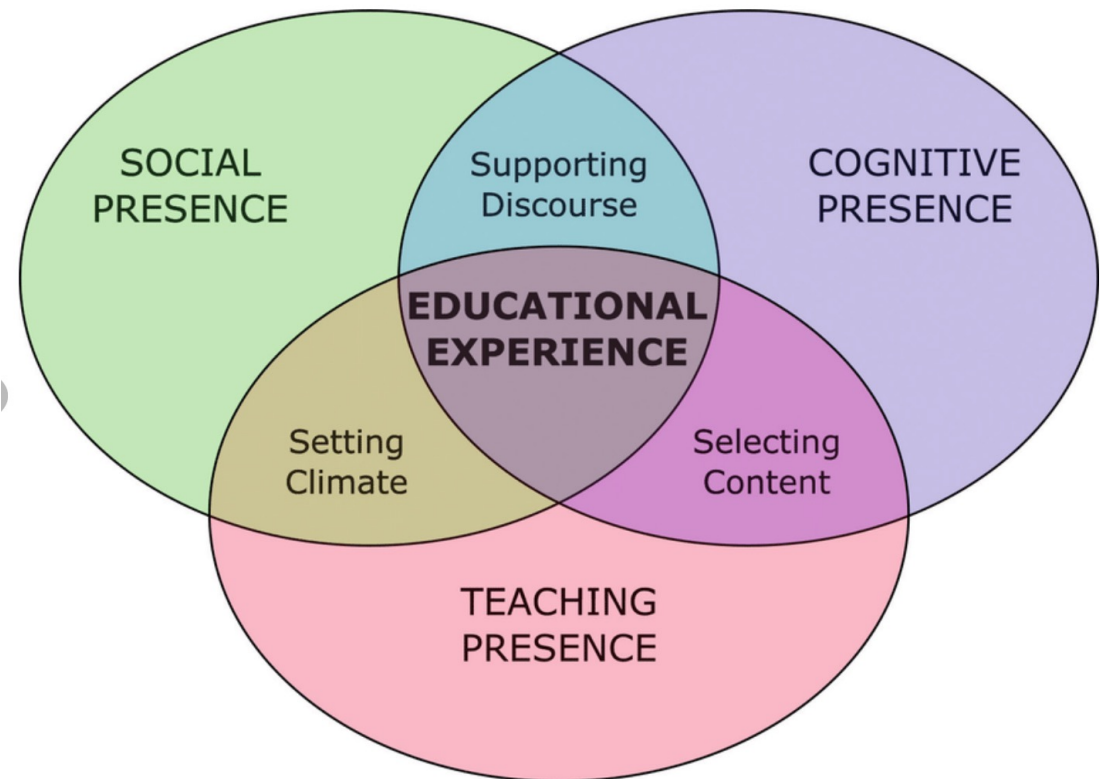 SOCIAL
PRESENCE
Supporting
Discourse
COGNITIVE
PRESENCE
EDUCATIONAL
EXPERIENCE
Setting
Climate
Selecting
Content
TEACHING
PRESENCE